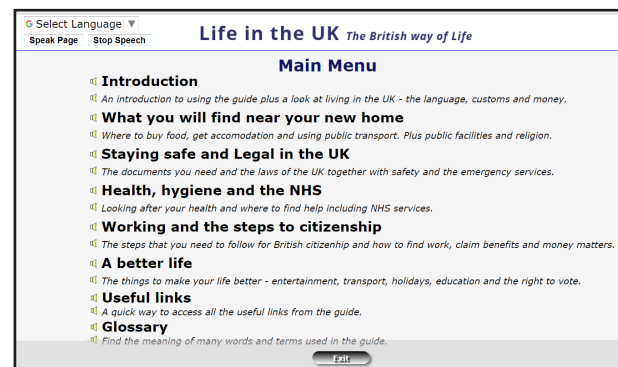 G Select Language ▼
Speak Page Stop Speech
Life in the UK The British way of Life
Main Menu
Introduction
An introduction to using the guide plus a look at living in the UK - the language, customs and money.
What you will find near your new home
Where to buy food, get accomodation and using public transport. Plus public facilities and religion.
Staying safe and Legal in the UK
The documents you need and the laws of the UK together with safety and the emergency services.
Health, hygiene and the NHS
Looking after your health and where to find help including NHS services.
Working and the steps to citizenship
The steps that you need to follow for British citizenhip and how to find work, claim benefits and money matters.
A better life
The things to make your life better - entertainment, transport, holidays, education and the right to vote.
Useful links
A quick way to access all the useful links from the guide.
Glossary
Find the meaning of many words and terms used in the guide.
Exit